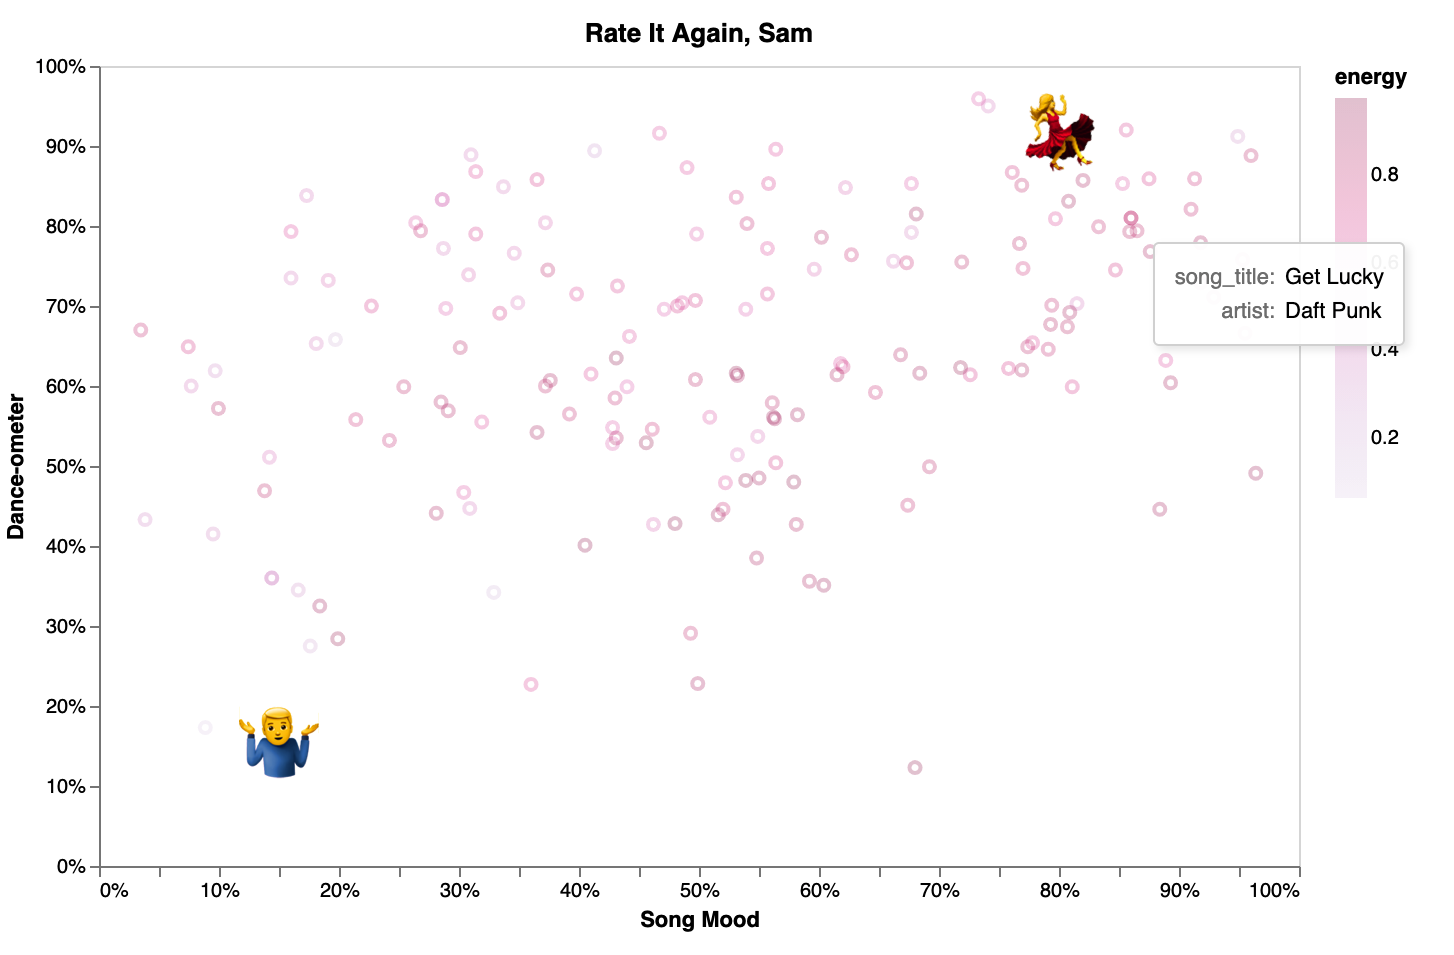 Rate It Again, Sam
energy
100%
90%
80%
70%
60%
50%
40%
30%
20%
10%
0%
Dance-ometer
0% 10% 20% 30% 40% 50% 60% 70% 80% 90% 100%
Song Mood
0.8
0.6
0.4
0.2
song_title: Get Lucky
artist: Daft Punk